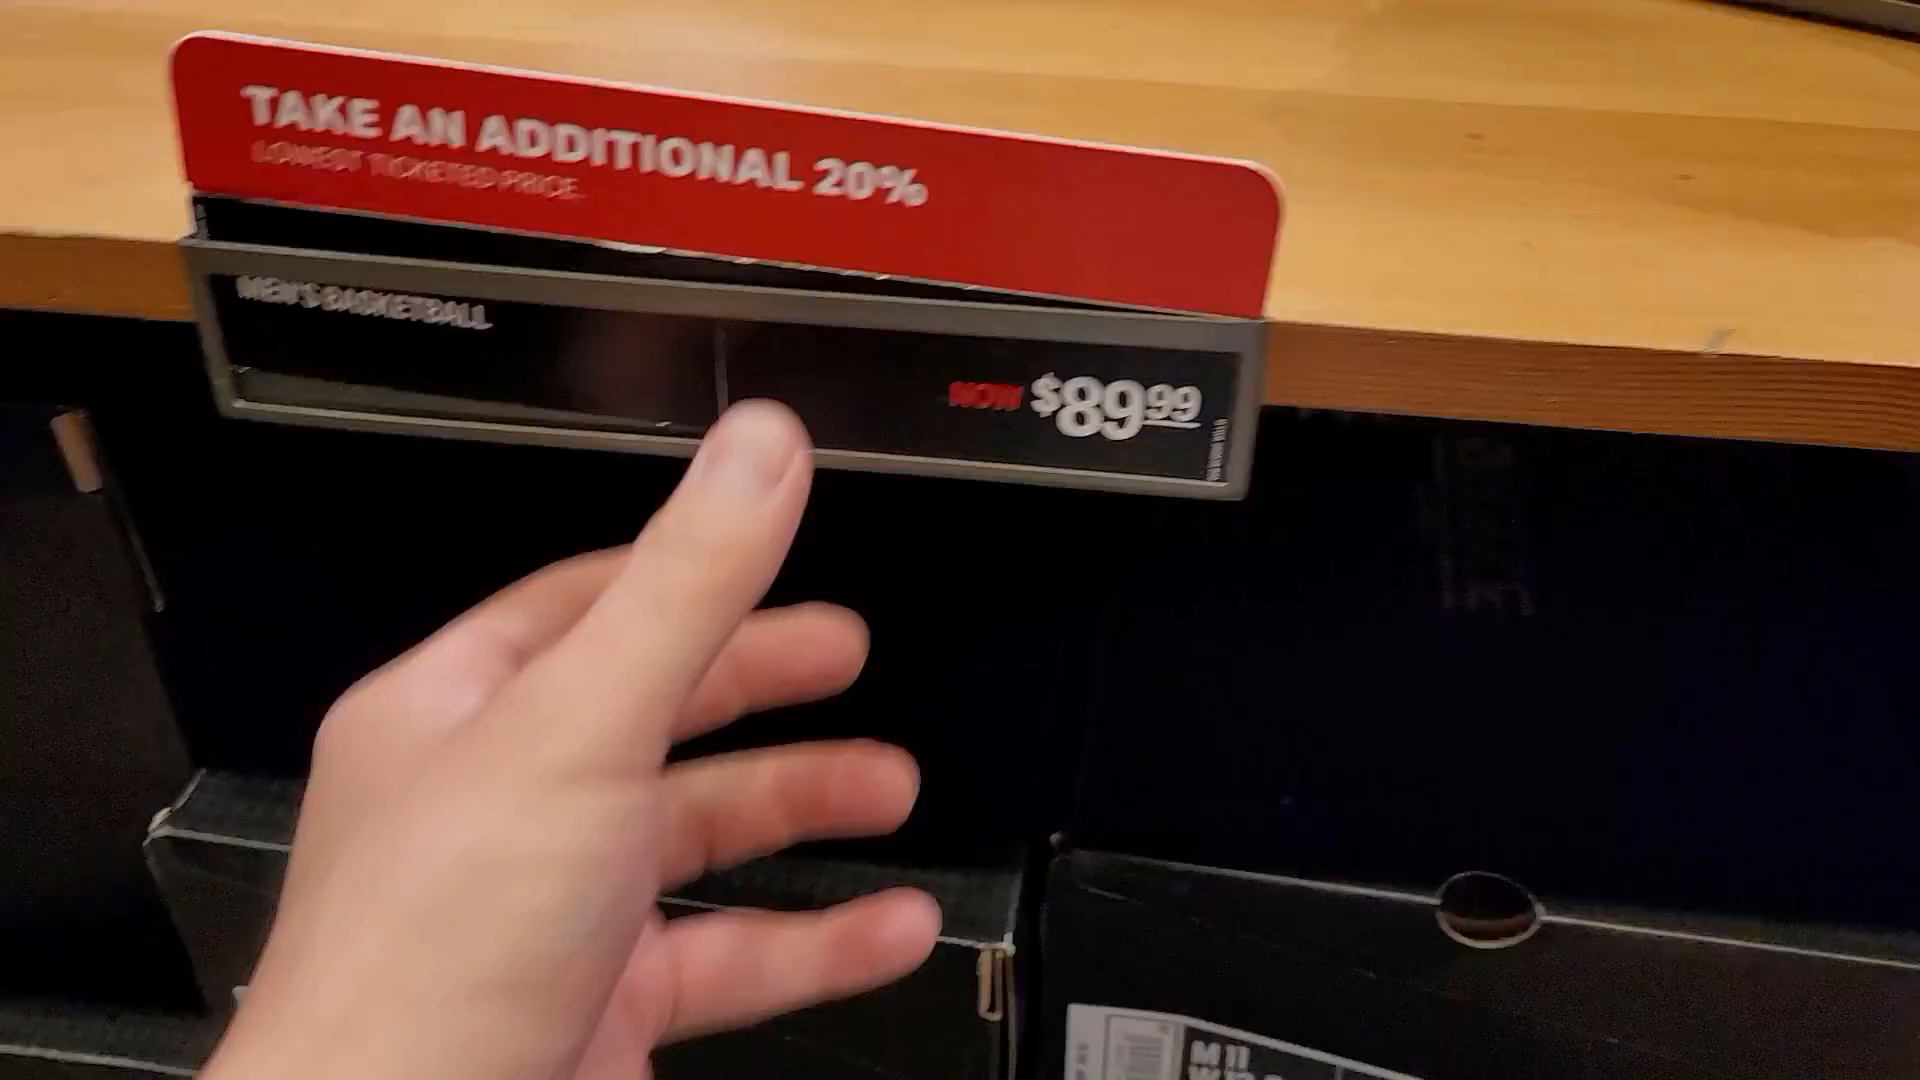 TAKE AN ADDITIONAL 20%
LOWEST TICKETED PRICE.
MEN'S BASKETBALL
NOW $89.99
M 11